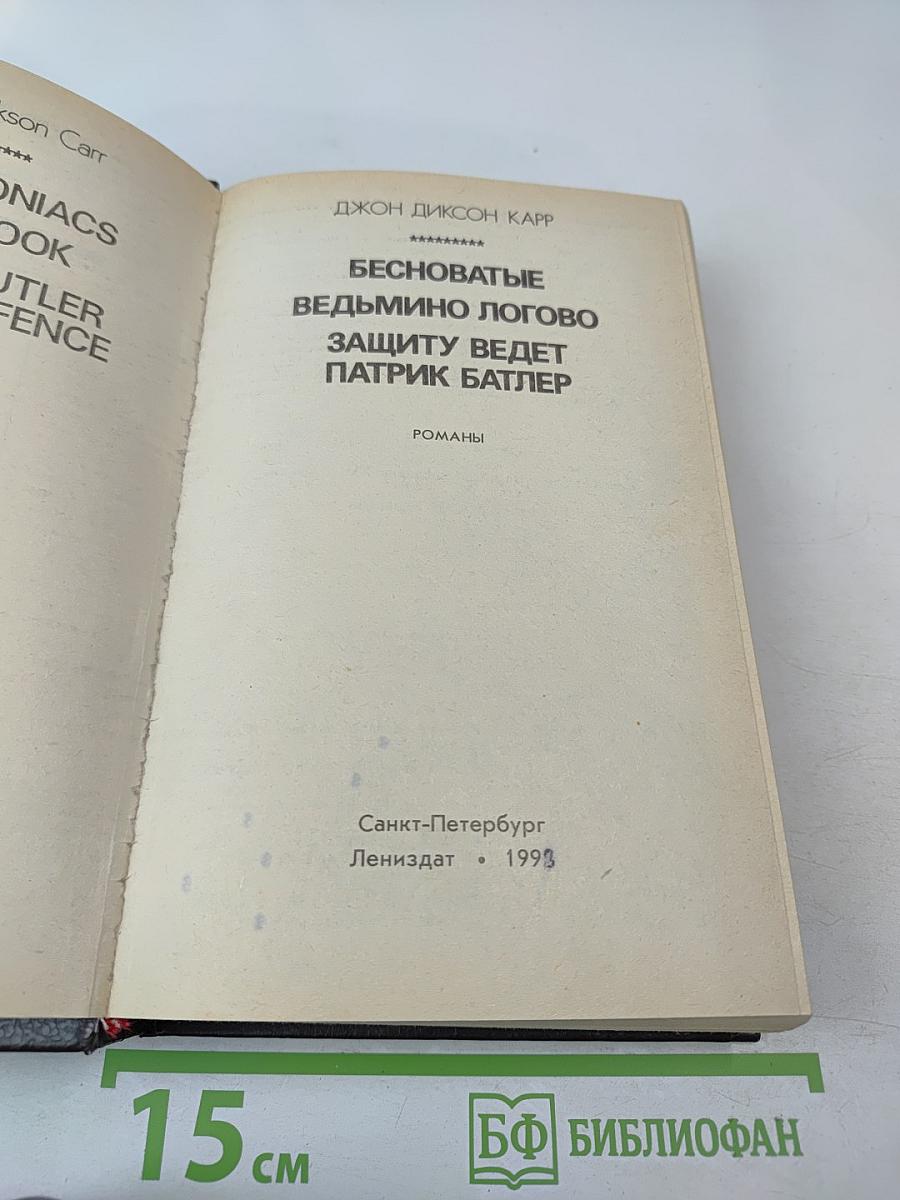 kson Carr
****
ONIACS
OOK
UTLER
FENCE
ДЖОН ДИКСОН КАРР
*********
БЕСНОВАТЫЕ
ВЕДЬМИНО ЛОГОВО
ЗАЩИТУ ВЕДЕТ
ПАТРИК БАТЛЕР
РОМАНЫ
Санкт-Петербург
Лениздат • 1993
15 см
БФ БИБЛИОФАН